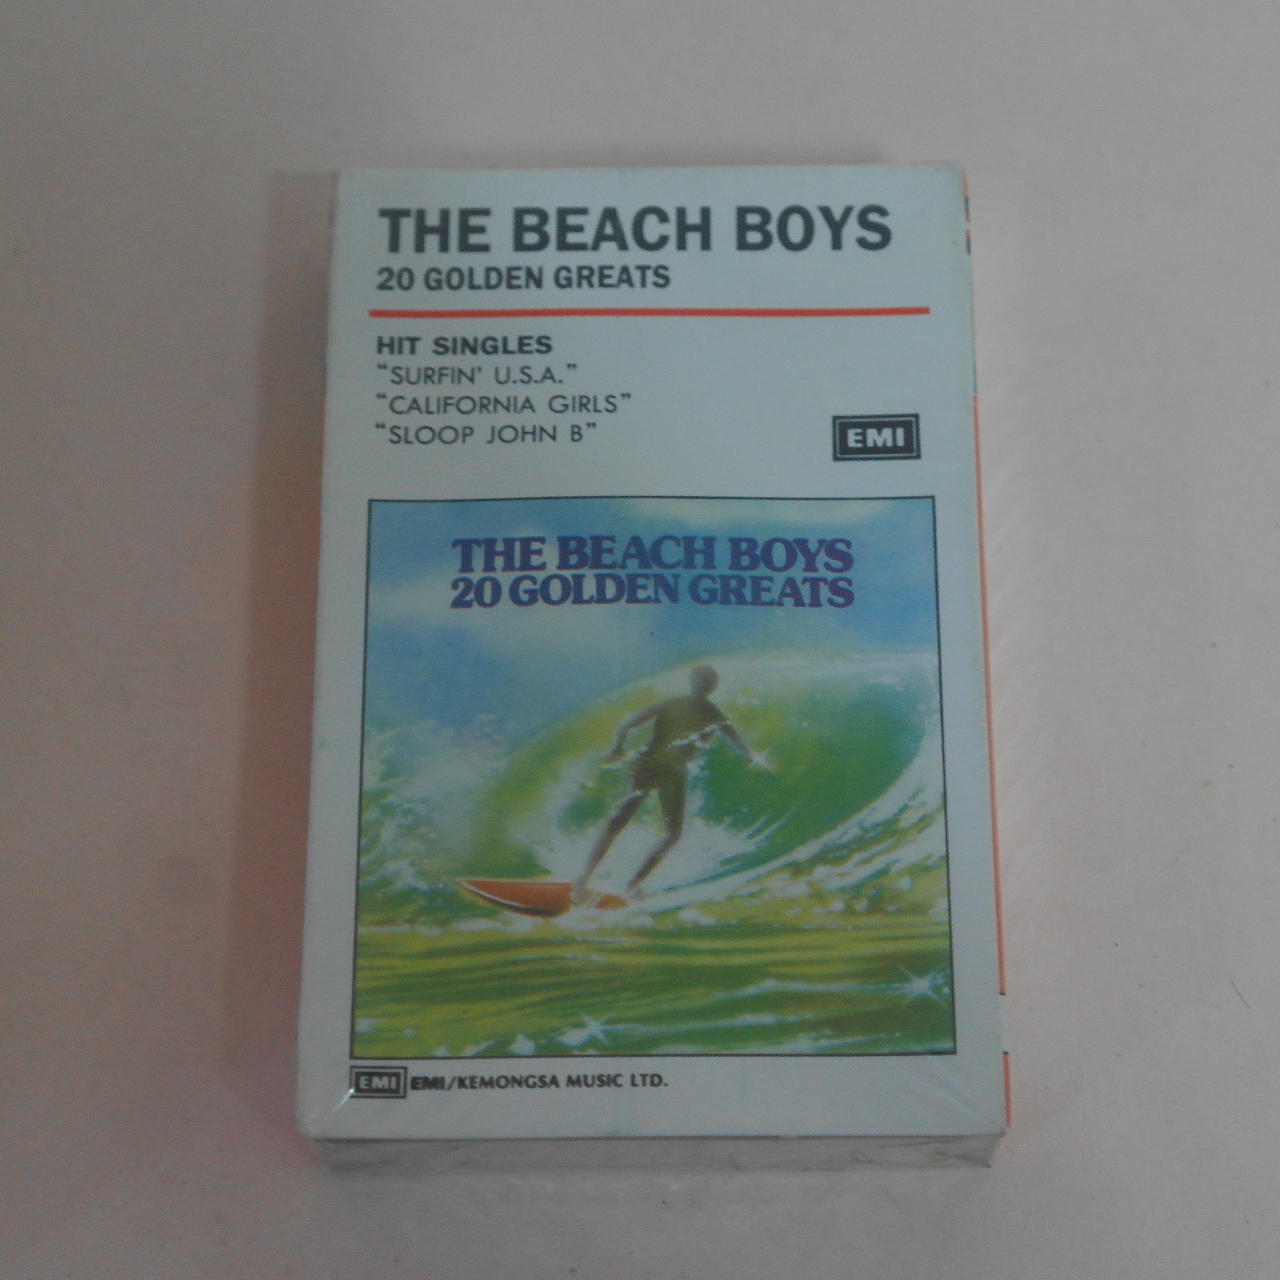 THE BEACH BOYS
20 GOLDEN GREATS
HIT SINGLES
“SURFIN’ U.S.A.”
“CALIFORNIA GIRLS”
“SLOOP JOHN B”
EMI
THE BEACH BOYS
20 GOLDEN GREATS
EMI EMI/KEMONGSA MUSIC LTD.